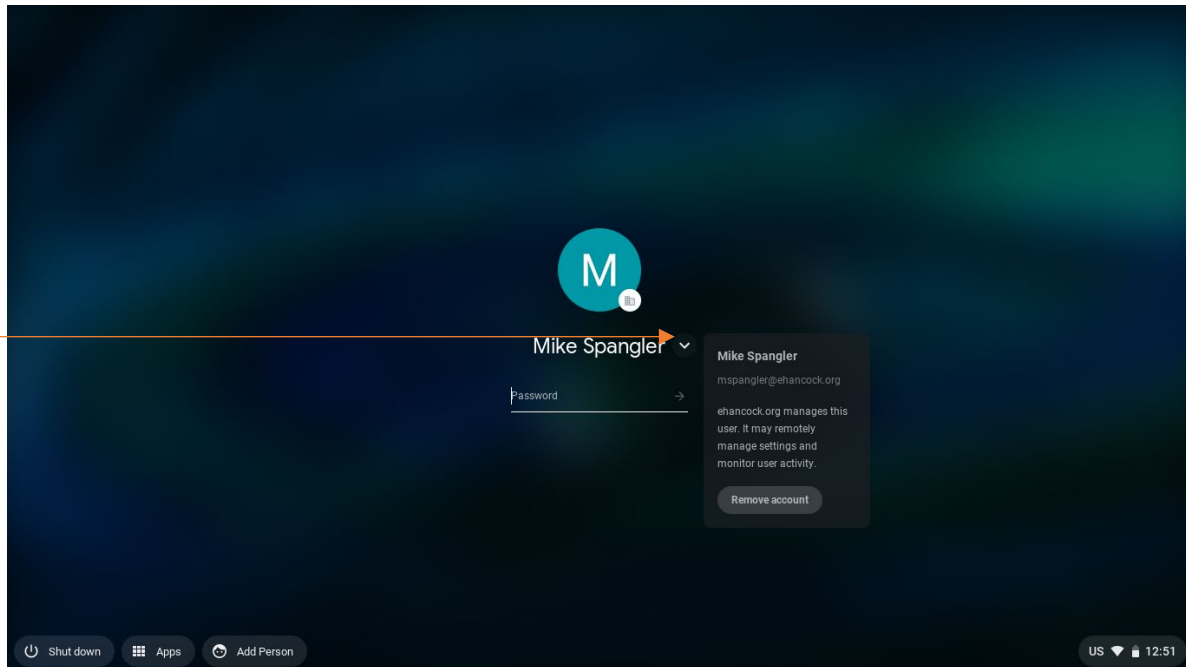 M
Mike Spangler
Password
Mike Spangler
mspangler@ehancock.org
ehancock.org manages this
user. It may remotely
manage settings and
monitor user activity.
Remove account
Shut down Apps Add Person US 12:51